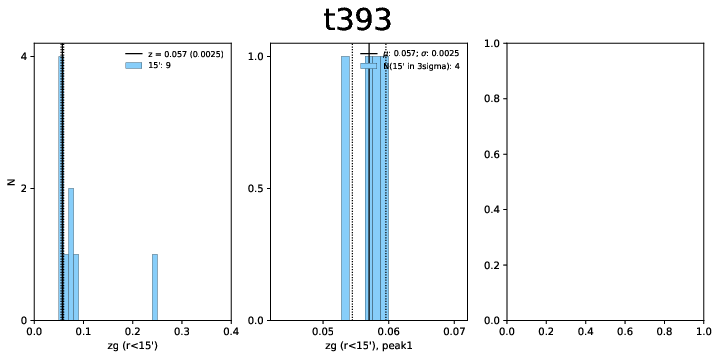 t393
z = 0.057 (0.0025)
15': 9
N
4
2
0
0.0 0.1 0.2 0.3 0.4
zg (r<15')
μ: 0.057; σ: 0.0025
N(15' in 3sigma): 4
1.0
0.5
0.0
0.05 0.06 0.07
zg (r<15'), peak1
1.0
0.8
0.6
0.4
0.2
0.0
0.0 0.2 0.4 0.6 0.8 1.0